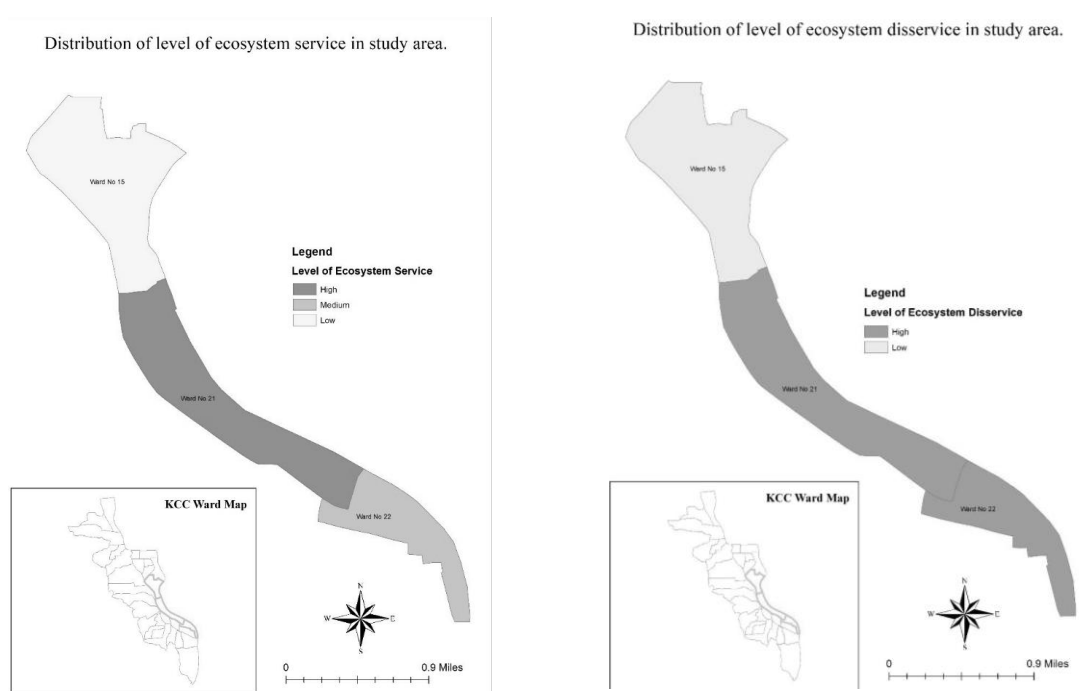 Distribution of level of ecosystem service in study area.
Ward No 15
Legend
Level of Ecosystem Service
High
Medium
Low
Ward No 21
Ward No 22
KCC Ward Map
N
W
E
S
0
0.9 Miles
Distribution of level of ecosystem disservice in study area.
Ward No 15
Legend
Level of Ecosystem Disservice
High
Low
Ward No 21
Ward No 22
KCC Ward Map
N
W
E
S
0
0.9 Miles